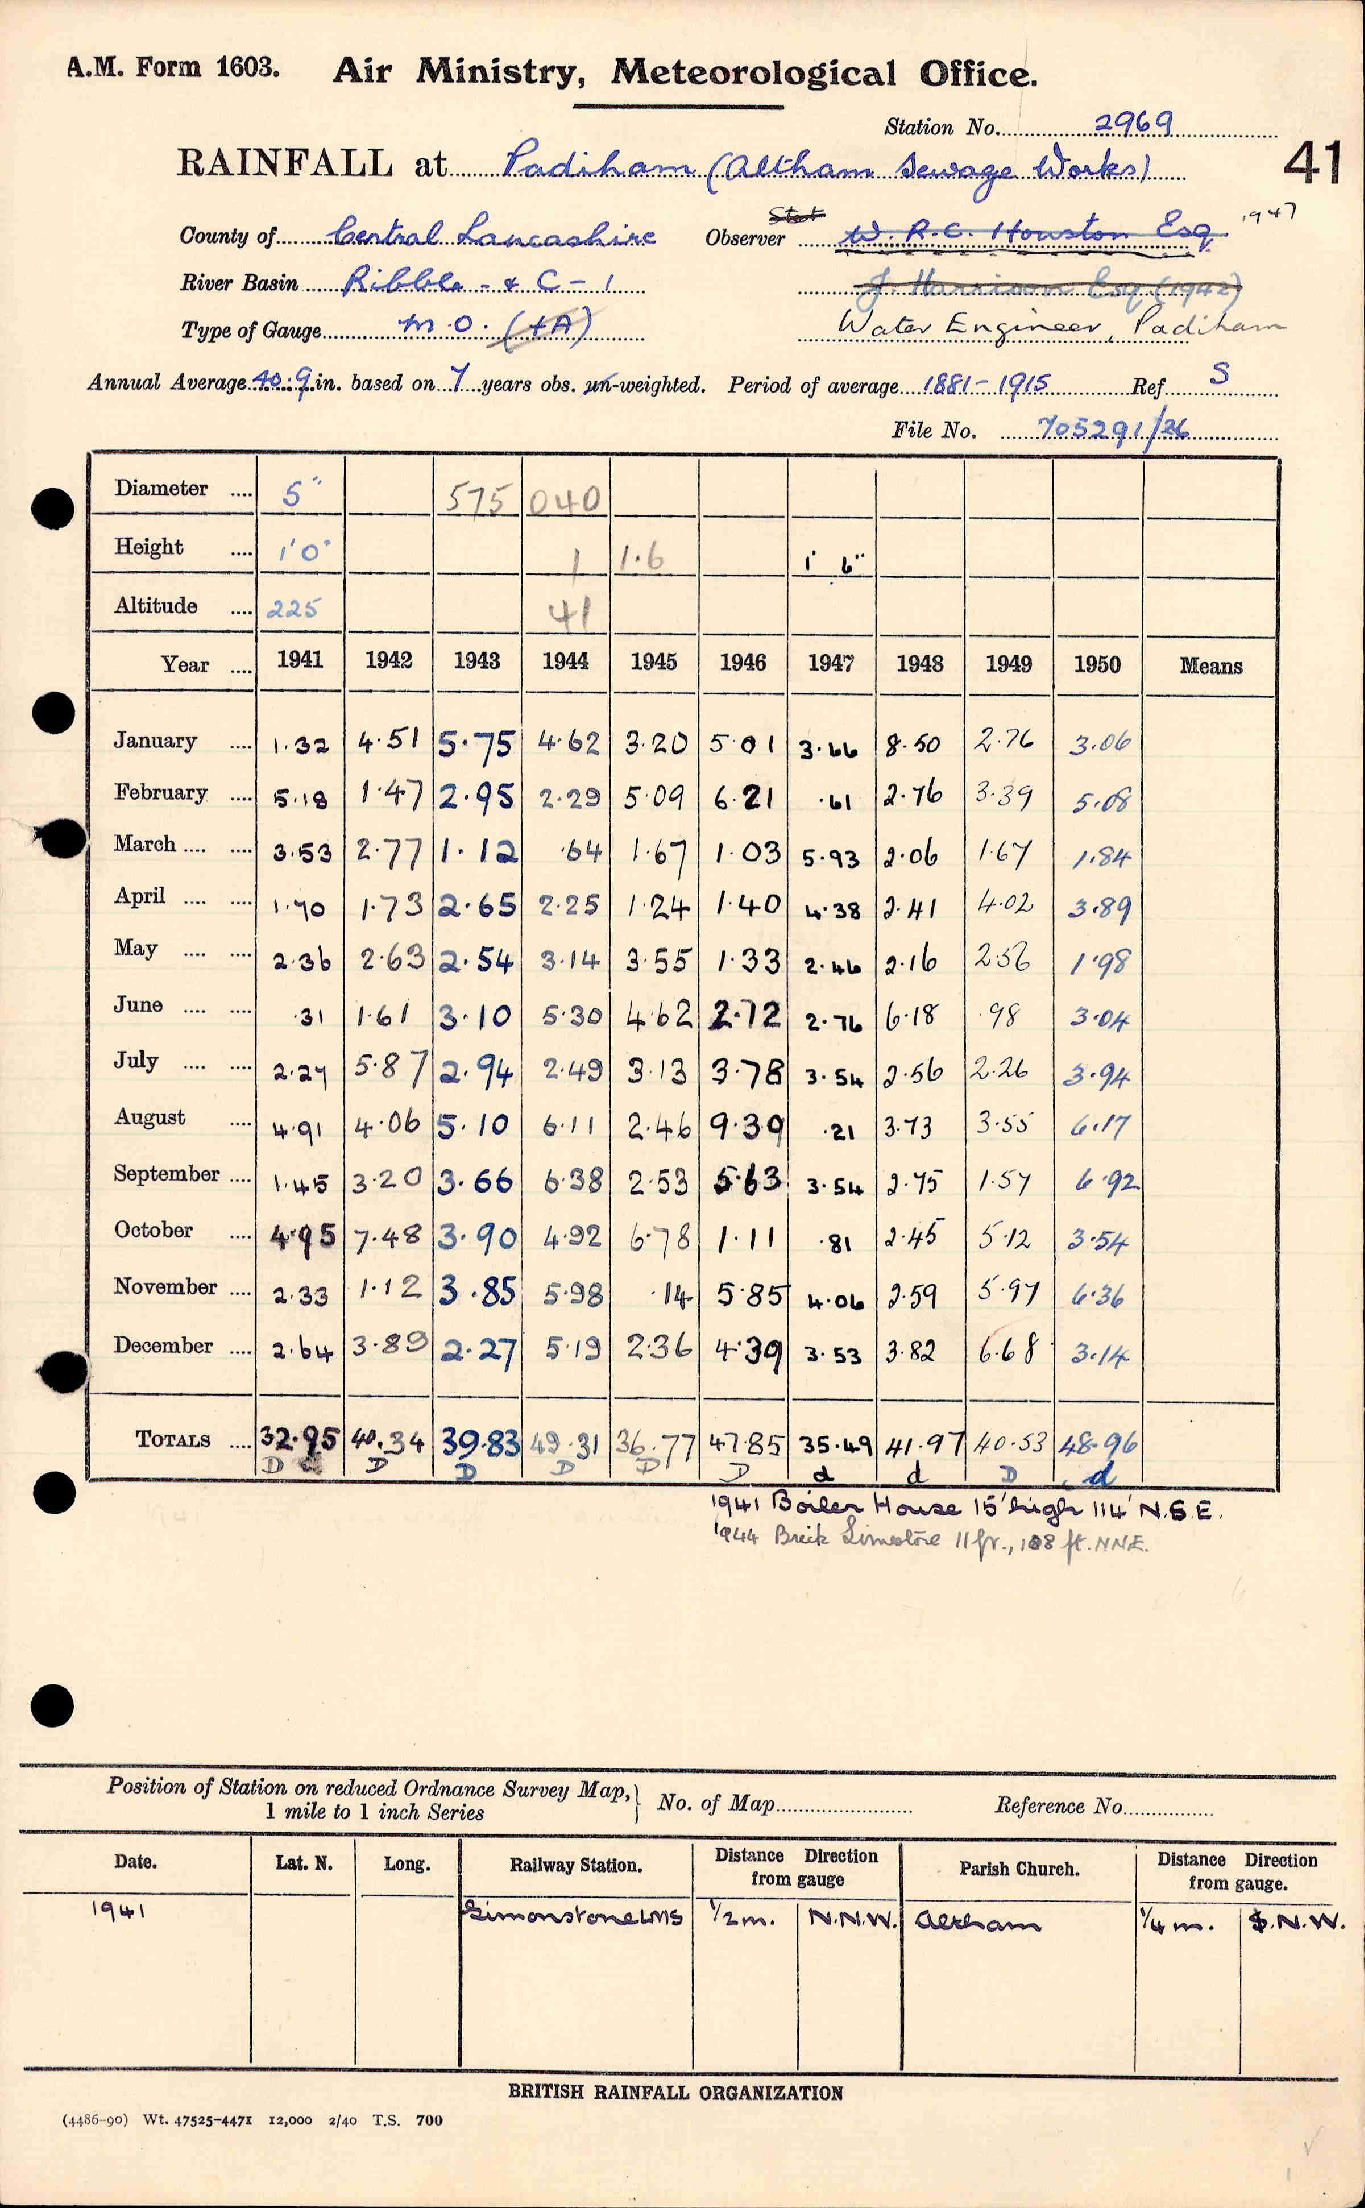 A.M. Form 1603. Air Ministry, Meteorological Office.
Station No. 2969
RAINFALL at Padiham (Altham Sewage Works) 41
County of Central Lancashire Observer W. R.C. Houston Esq. 1947
River Basin Ribble - & C - 1 J. Harrison Esq (1942)
Type of Gauge M.O. (+A) Water Engineer, Padiham
Annual Average 40.9 in. based on 7 years obs. un-weighted. Period of average 1881-1915 Ref S
File No. 705291/26
Diameter .... 5" 575 040
Height .... 1'0" 1 1.6 1' 6"
Altitude .... 225 41
Year .... 1941 1942 1943 1944 1945 1946 1947 1948 1949 1950 Means
January .... 1.32 4.51 5.75 4.62 3.20 5.01 3.66 8.50 2.76 3.06
February .... 5.18 1.47 2.95 2.29 5.09 6.21 .61 2.76 3.39 5.08
March .... .... 3.53 2.77 1.12 .64 1.67 1.03 5.93 2.06 1.67 1.84
April .... .... 1.70 1.73 2.65 2.25 1.24 1.40 4.38 2.41 4.02 3.89
May .... .... 2.36 2.63 2.54 3.14 3.55 1.33 2.46 2.16 2.56 1.98
June .... .... .31 1.61 3.10 5.30 4.62 2.72 2.76 6.18 .98 3.04
July .... .... 2.27 5.87 2.94 2.49 3.13 3.78 3.54 2.56 2.26 3.94
August .... 4.91 4.06 5.10 6.11 2.46 9.39 .21 3.73 3.55 6.17
September .... 1.45 3.20 3.66 6.38 2.53 5.63 3.54 2.75 1.57 6.92
October .... 4.95 7.48 3.90 4.92 6.78 1.11 .81 2.45 5.12 3.54
November .... 2.33 1.12 3.85 5.98 .14 5.85 4.06 2.59 5.97 6.36
December .... 2.64 3.89 2.27 5.19 2.36 4.39 3.53 3.82 6.68 3.14
TOTALS .... 32.95 40.34 39.83 49.31 36.77 47.85 35.49 41.97 40.53 48.96
D D D D D D d d D d
1941 Boiler House 15' high 114' N.S.E.
1944 Brick Limestore 11 ft., 108 ft. NNE.
Position of Station on reduced Ordnance Survey Map, 1 mile to 1 inch Series No. of Map Reference No.
Date. Lat. N. Long. Railway Station. Distance Direction from gauge Parish Church. Distance Direction from gauge.
1941 Simonstone LMS 1/2 m. N.N.W. Altham 1/4 m. S.N.W.
BRITISH RAINFALL ORGANIZATION
(4486-90) Wt. 47525-4471 12,000 2/40 T.S. 700